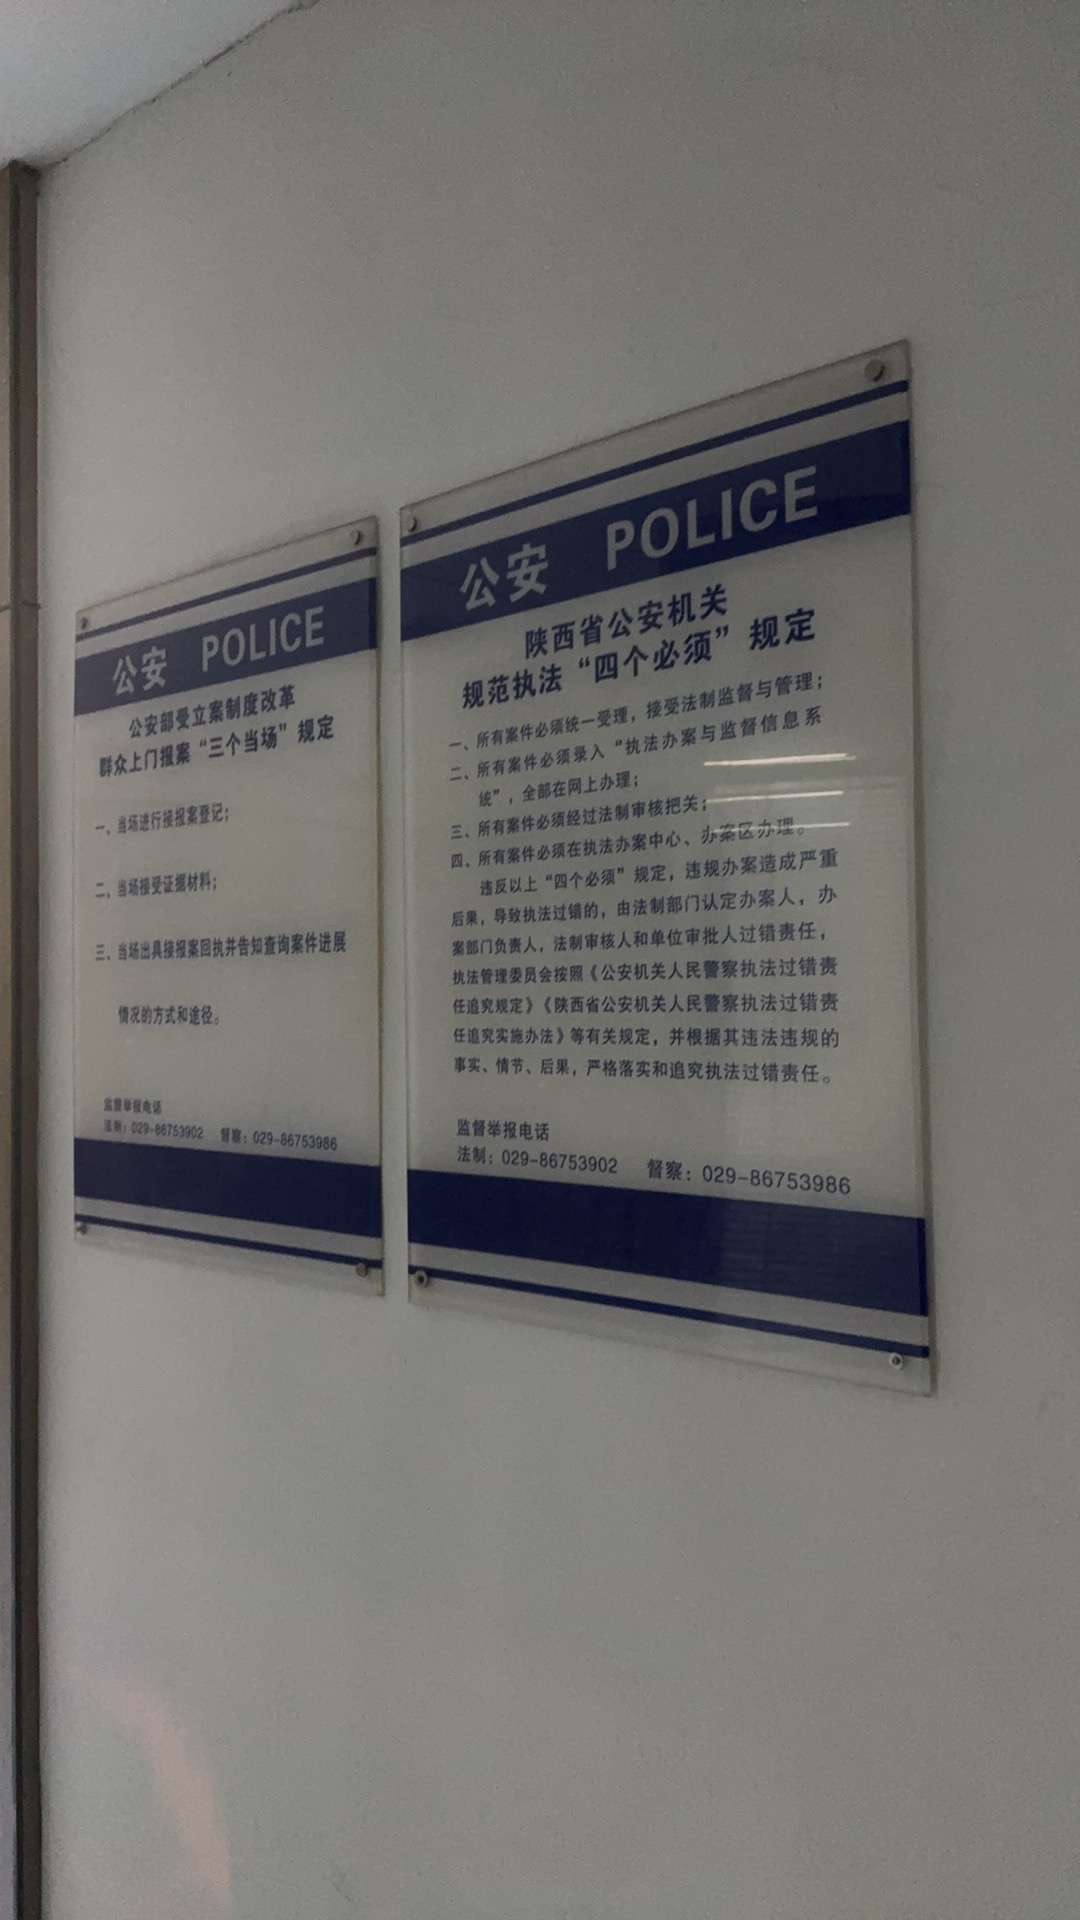 公安 POLICE
公安部受立案制度改革
群众上门报案“三个当场”规定
一、当场进行接报案登记；
二、当场接受证据材料；
三、当场出具接报案回执并告知查询案件进展
情况的方式和途径。
监督举报电话
法制：029-86753902 督察：029-86753986
公安 POLICE
陕西省公安机关
规范执法“四个必须”规定
一、所有案件必须统一受理，接受法制监督与管理；
二、所有案件必须录入“执法办案与监督信息系
统”，全部在网上办理；
三、所有案件必须经过法制审核把关；
四、所有案件必须在执法办案中心、办案区办理。
违反以上“四个必须”规定，违规办案造成严重
后果，导致执法过错的，由法制部门认定办案人，办
案部门负责人，法制审核人和单位审批人过错责任，
执法管理委员会按照《公安机关人民警察执法过错责
任追究规定》《陕西省公安机关人民警察执法过错责
任追究实施办法》等有关规定，并根据其违法违规的
事实、情节、后果，严格落实和追究执法过错责任。
监督举报电话
法制：029-86753902 督察：029-86753986